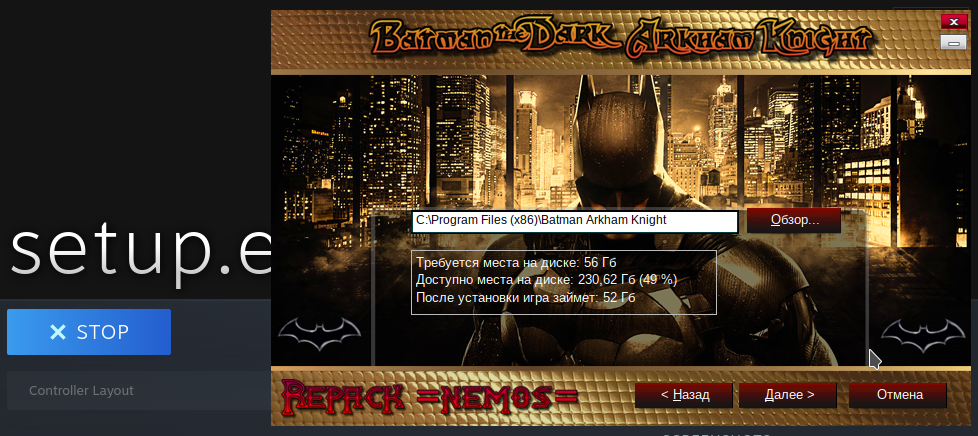 Batman the Dark Arkham Knight
setup.e
C:\Program Files (x86)\Batman Arkham Knight
Обзор...
Требуется места на диске: 56 Гб
Доступно места на диске: 230,62 Гб (49 %)
После установки игра займет: 52 Гб
STOP
Controller Layout
Repack =nemos=
< Назад
Далее >
Отмена